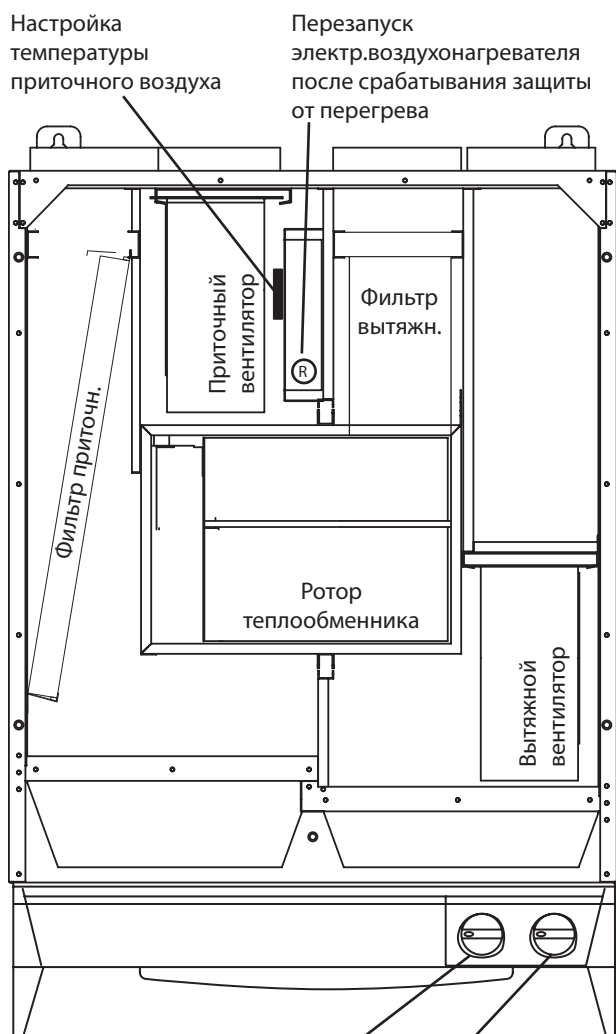 Настройка
температуры
приточного воздуха
Перезапуск
электр.воздухонагревателя
после срабатывания защиты
от перегрева
Приточный
вентилятор
R
Фильтр
вытяжн.
Фильтр приточн.
Ротор
теплообменника
Вытяжной
вентилятор